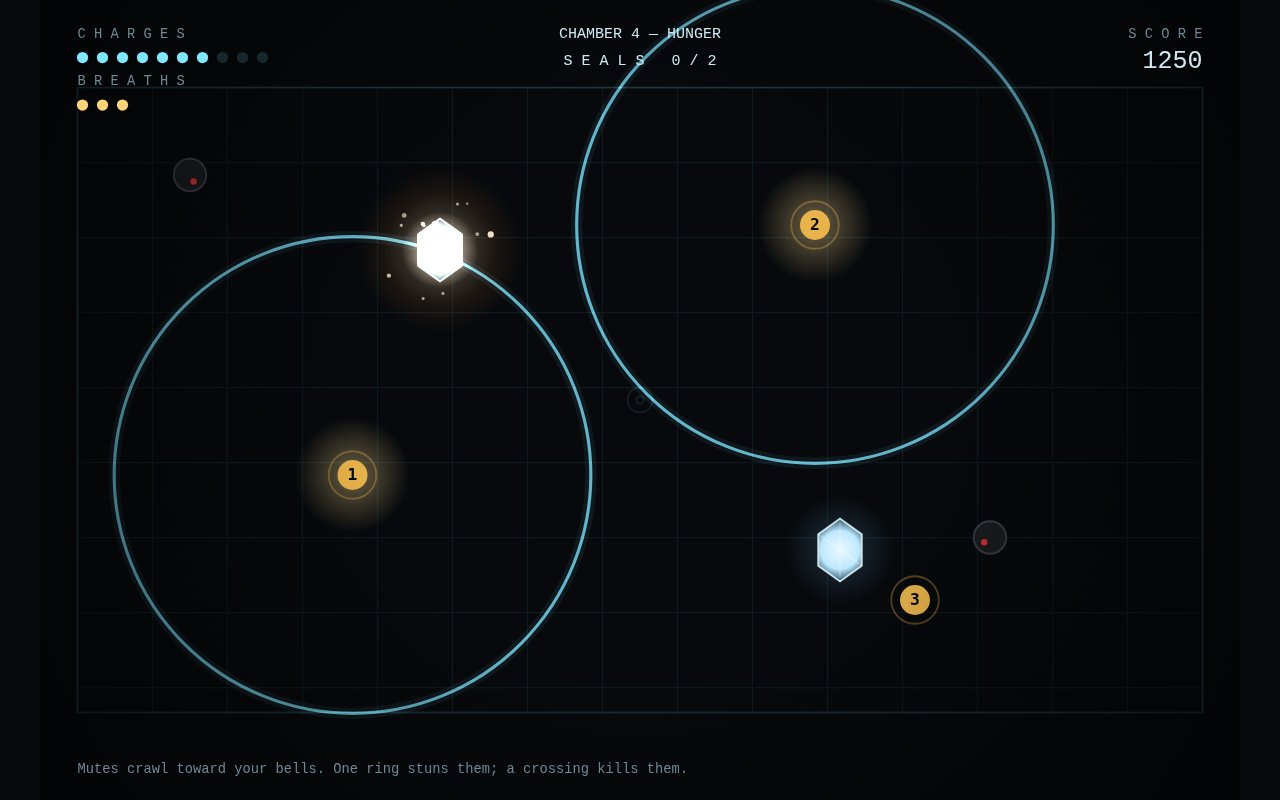 CHARGES
CHAMBER 4 — HUNGER
SCORE
SEALS 0/2
1250
BREATHS
2
1
3
Mutes crawl toward your bells. One ring stuns them; a crossing kills them.